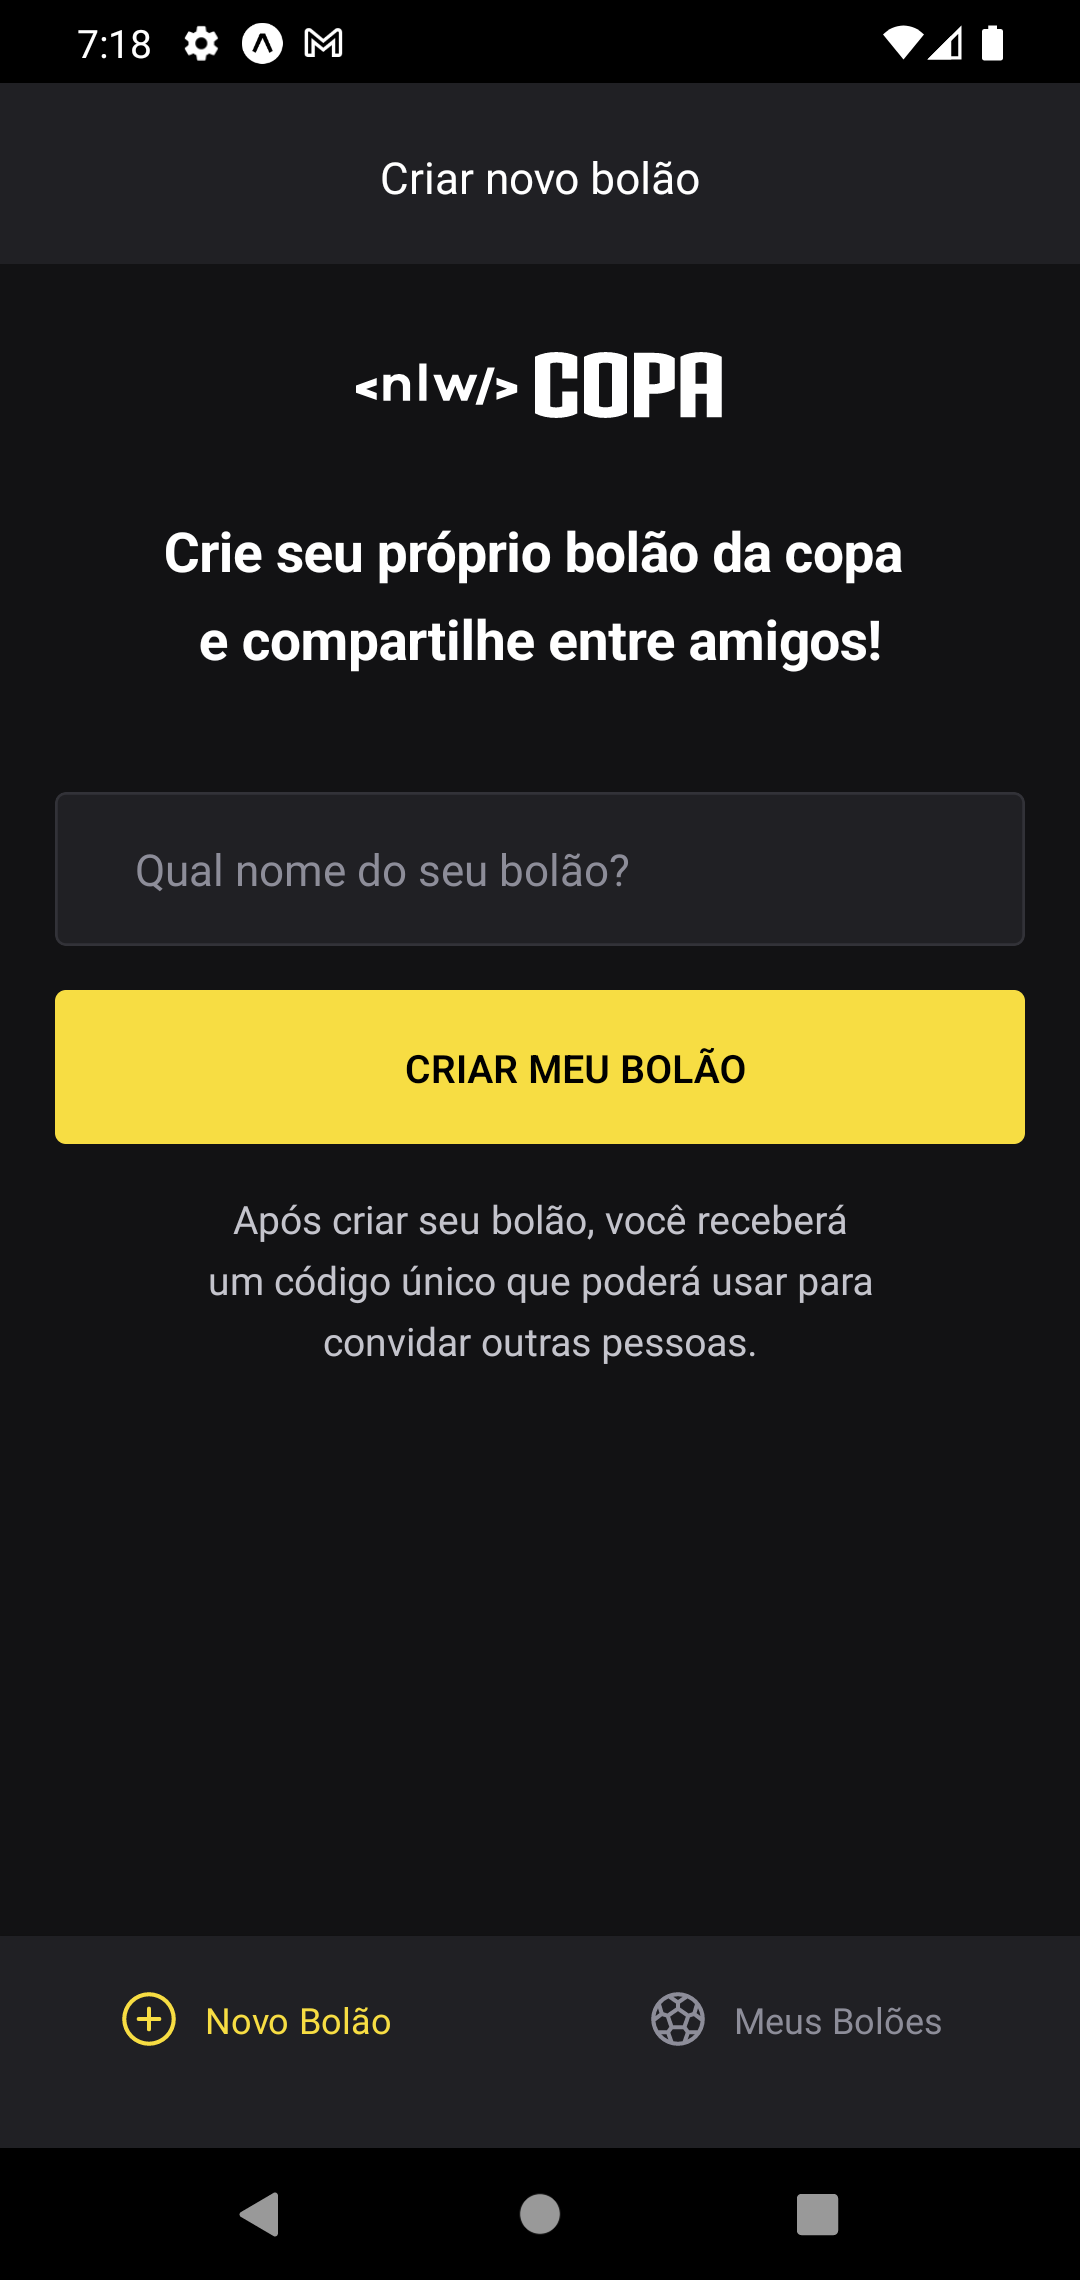 7:18
Criar novo bolão
<nlw/> COPA
Crie seu próprio bolão da copa
e compartilhe entre amigos!
Qual nome do seu bolão?
CRIAR MEU BOLÃO
Após criar seu bolão, você receberá
um código único que poderá usar para
convidar outras pessoas.
Novo Bolão
Meus Bolões